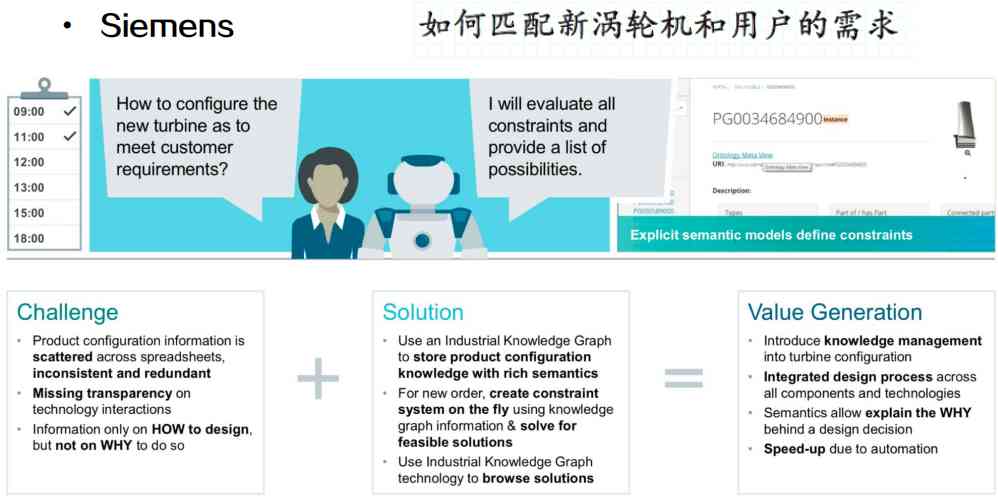 • Siemens
如何匹配新涡轮机和用户的需求
09:00
11:00
12:00
13:00
15:00
18:00
How to configure the
new turbine as to
meet customer
requirements?
I will evaluate all
constraints and
provide a list of
possibilities.
PG0034684900 Instance
Ontology Meta View
URI:
Ontology Meta View
Description:
Types
Part of / has Part
Connected part
Explicit semantic models define constraints
Challenge
• Product configuration information is
scattered across spreadsheets,
inconsistent and redundant
• Missing transparency on
technology interactions
• Information only on HOW to design,
but not on WHY to do so
+
Solution
• Use an Industrial Knowledge Graph
to store product configuration
knowledge with rich semantics
• For new order, create constraint
system on the fly using knowledge
graph information & solve for
feasible solutions
• Use Industrial Knowledge Graph
technology to browse solutions
=
Value Generation
• Introduce knowledge management
into turbine configuration
• Integrated design process across
all components and technologies
• Semantics allow explain the WHY
behind a design decision
• Speed-up due to automation